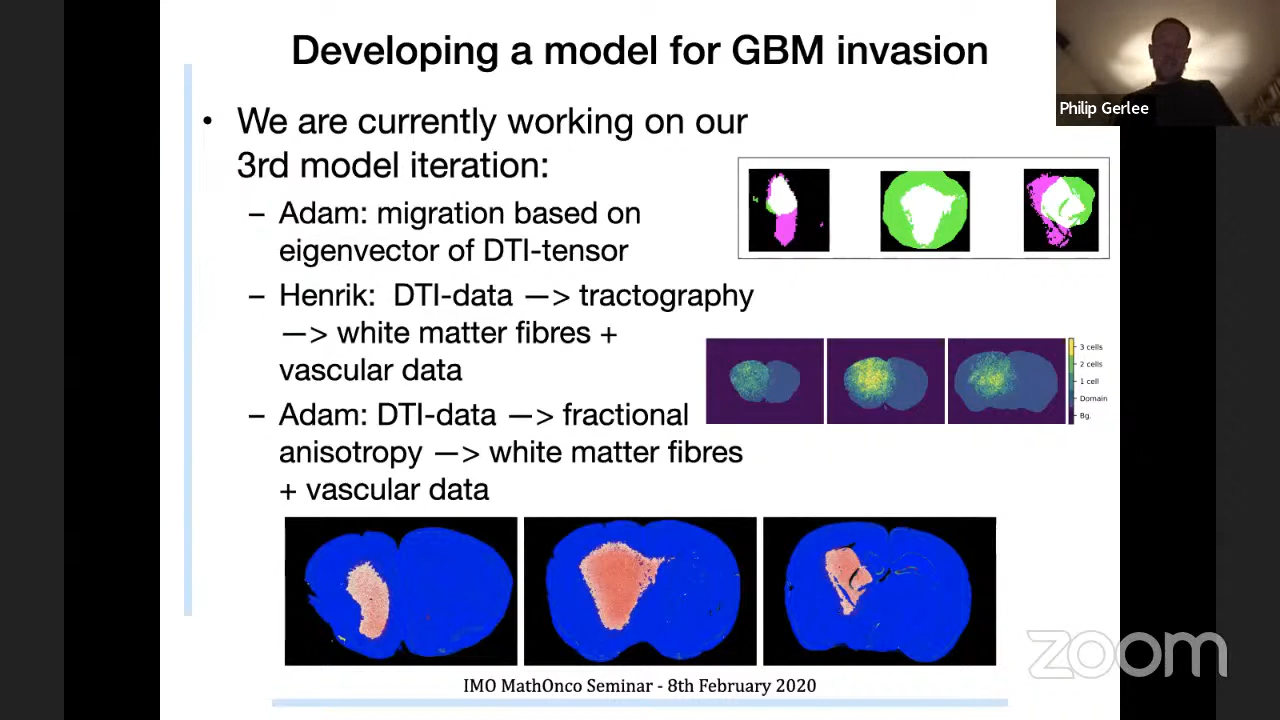 Developing a model for GBM invasion
Philip Gerlee
• We are currently working on our
3rd model iteration:
– Adam: migration based on
eigenvector of DTI-tensor
– Henrik: DTI-data —> tractography
—> white matter fibres +
vascular data
– Adam: DTI-data —> fractional
anisotropy —> white matter fibres
+ vascular data
3 cells
2 cells
1 cell
Domain
Bg.
IMO MathOnco Seminar - 8th February 2020
zoom